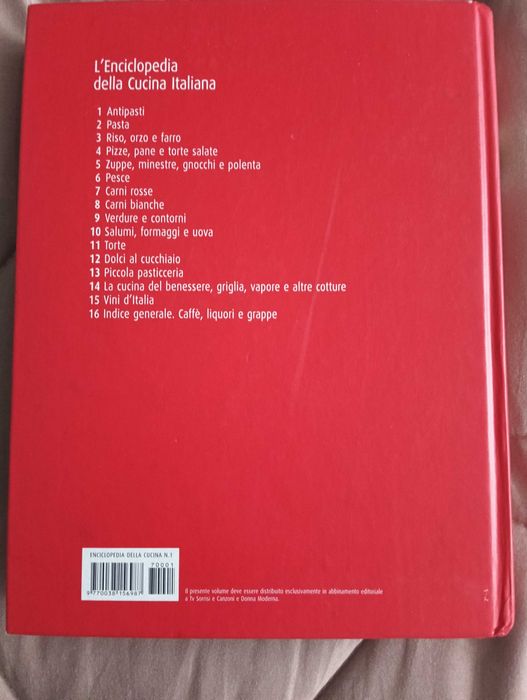 L'Enciclopedia
della Cucina Italiana
1 Antipasti
2 Pasta
3 Riso, orzo e farro
4 Pizze, pane e torte salate
5 Zuppe, minestre, gnocchi e polenta
6 Pesce
7 Carni rosse
8 Carni bianche
9 Verdure e contorni
10 Salumi, formaggi e uova
11 Torte
12 Dolci al cucchiaio
13 Piccola pasticceria
14 La cucina del benessere, griglia, vapore e altre cotture
15 Vini d'Italia
16 Indice generale. Caffè, liquori e grappe
ENCICLOPEDIA DELLA CUCINA N.1
70001
9 770038 156987
Il presente volume deve essere distribuito esclusivamente in abbinamento editoriale
a Tv Sorrisi e Canzoni e Donna Moderna.